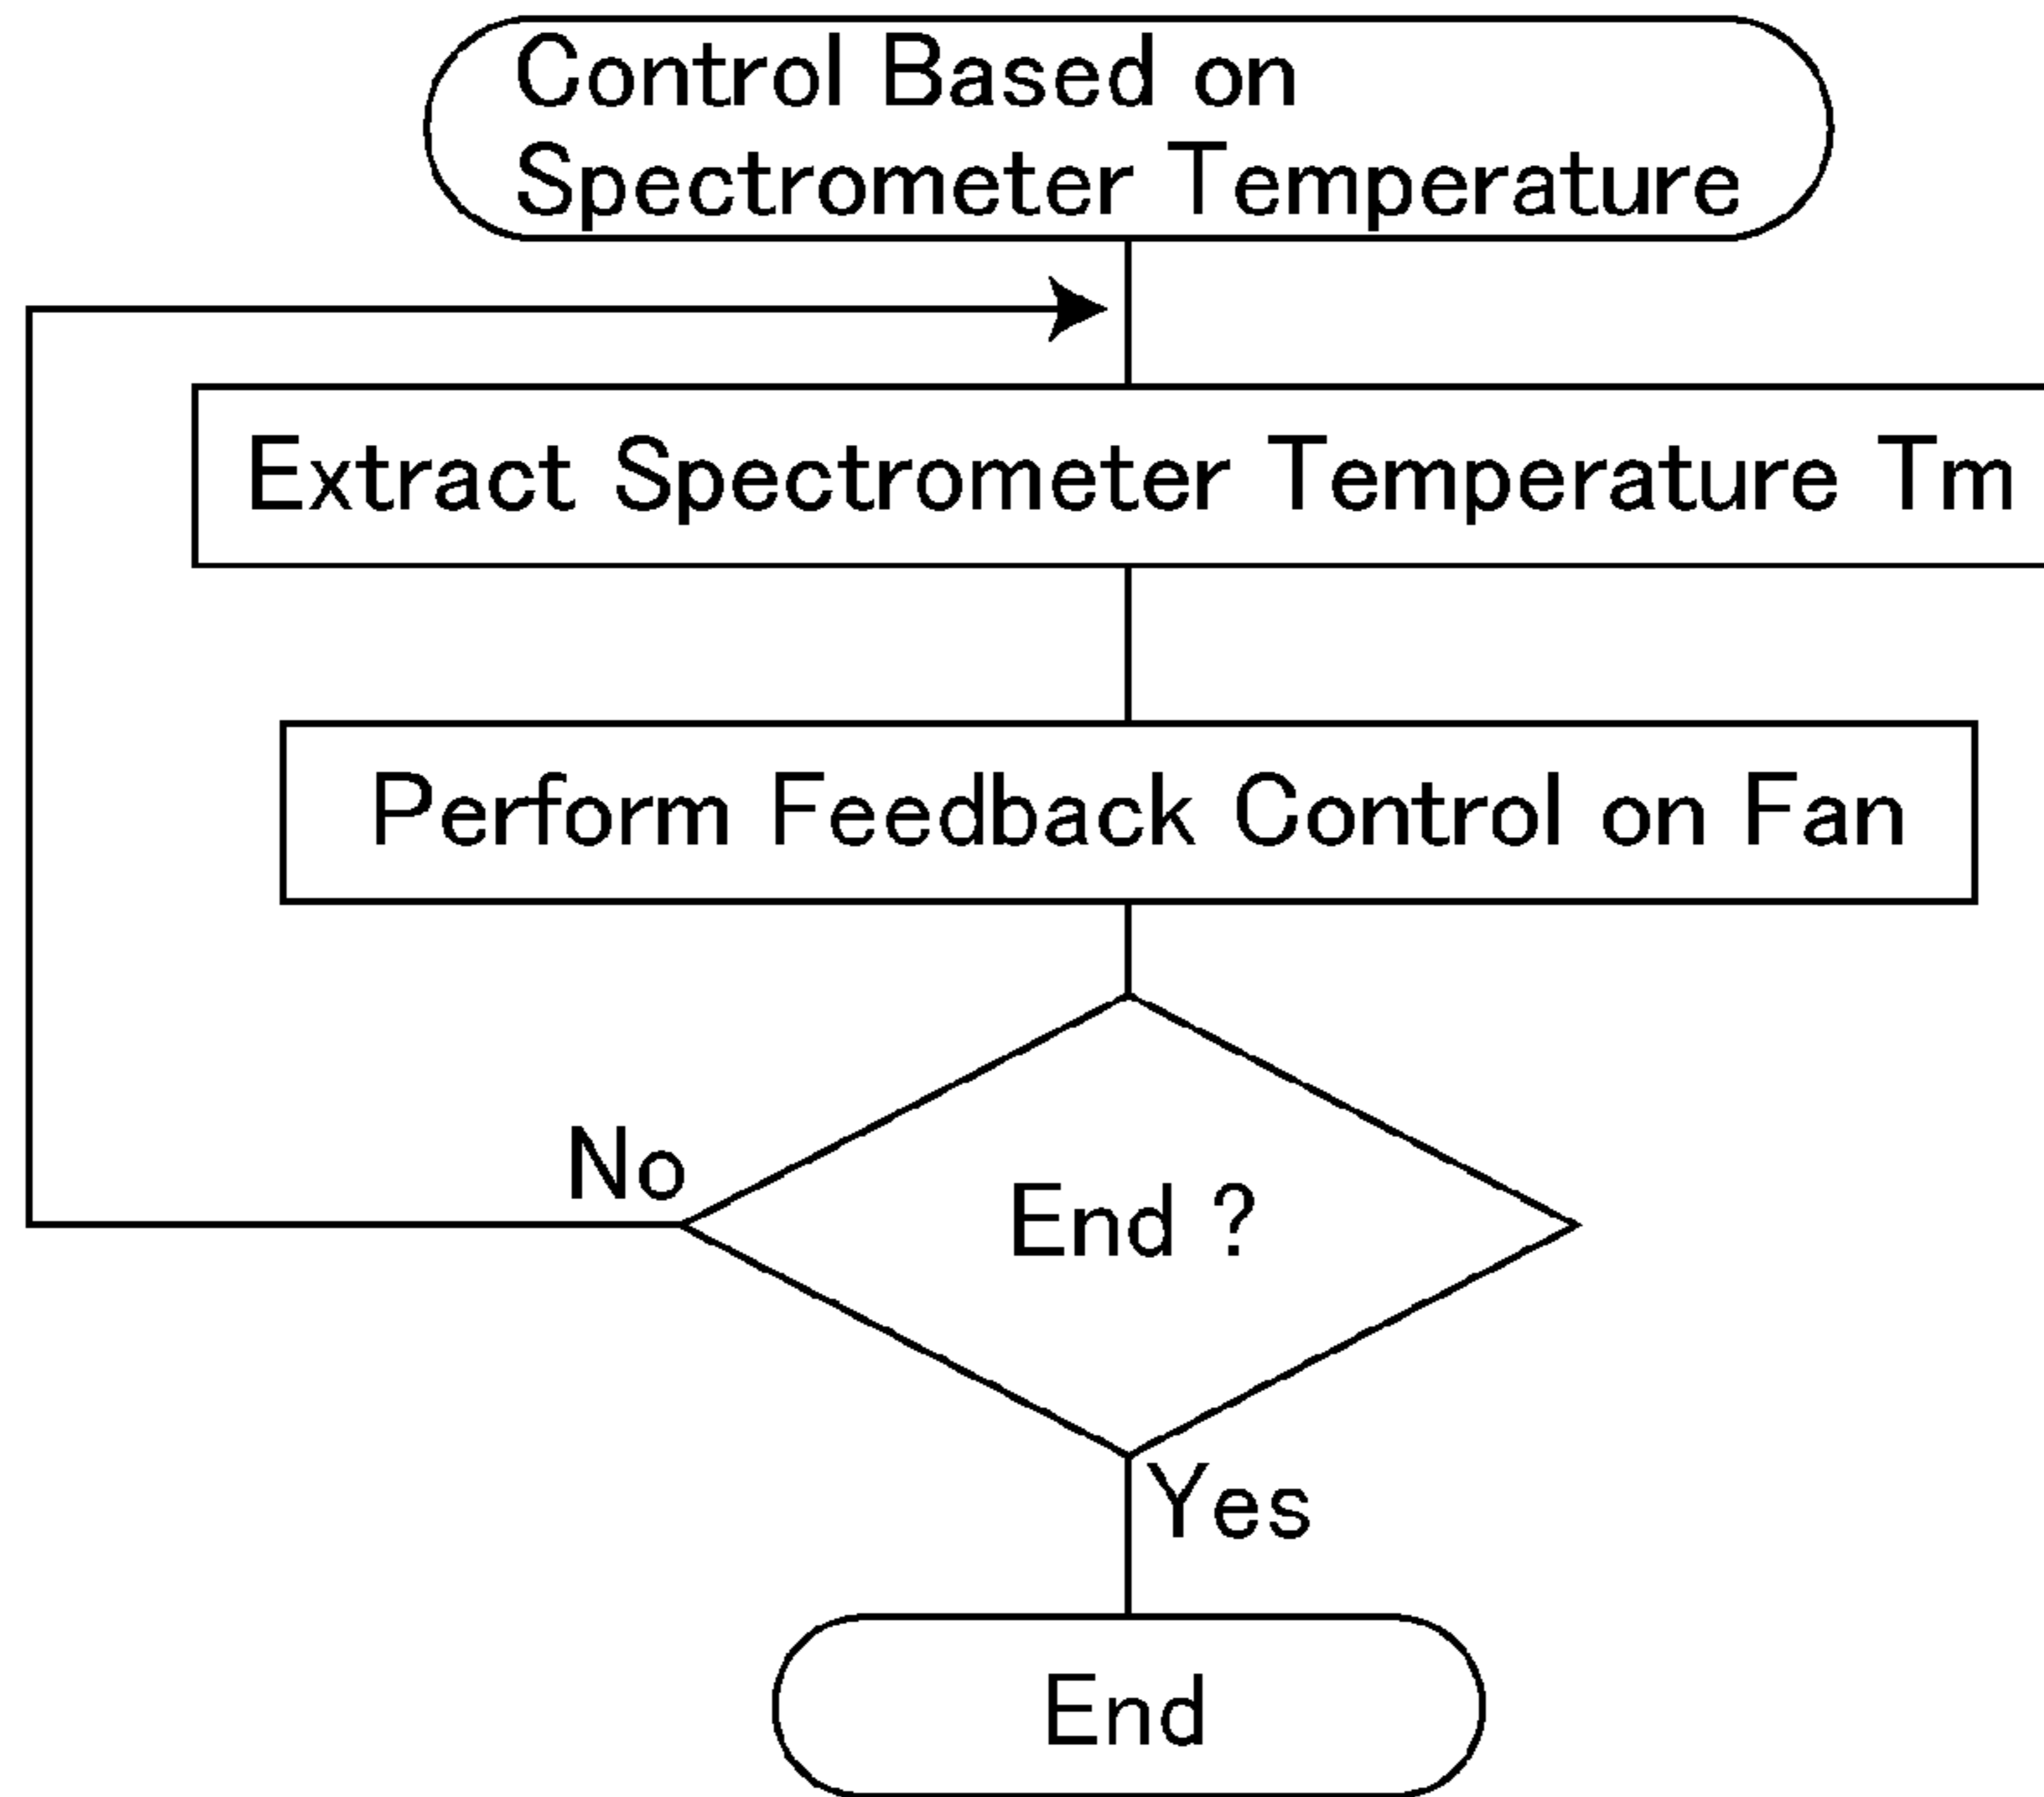 Control Based on
Spectrometer Temperature
Extract Spectrometer Temperature Tm
Perform Feedback Control on Fan
No
End ?
Yes
End